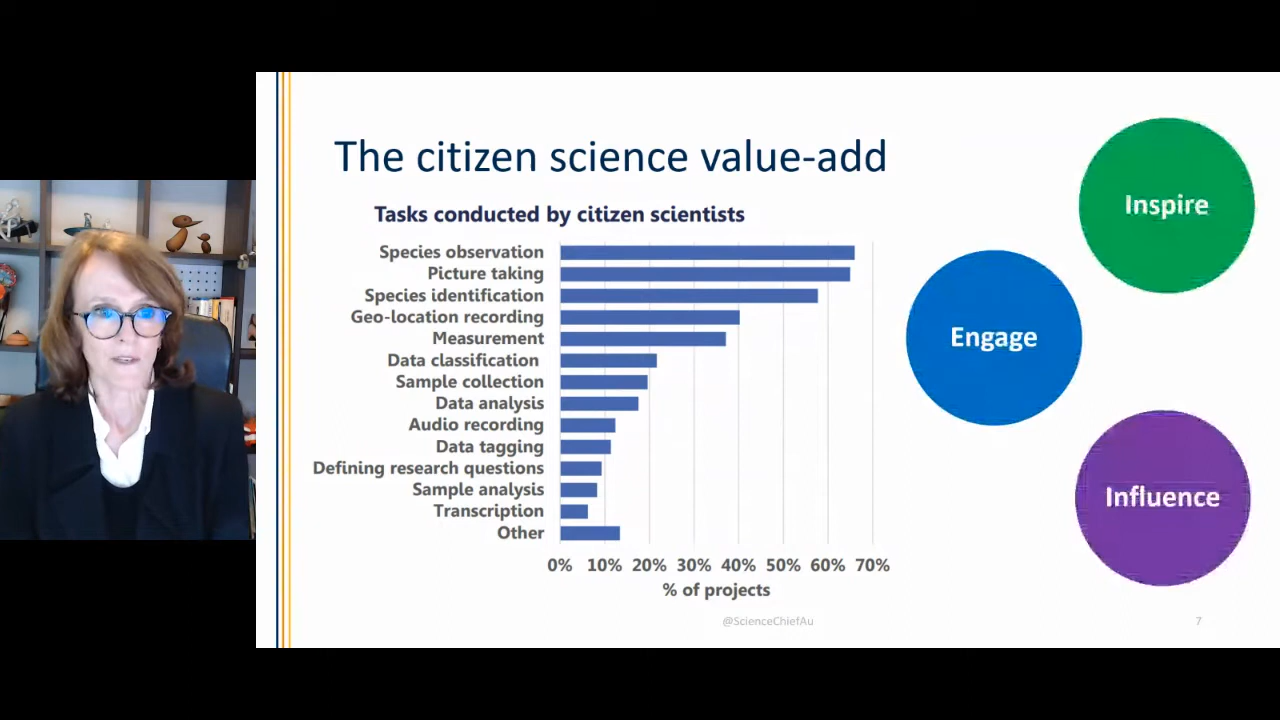 The citizen science value-add
Tasks conducted by citizen scientists
Species observation
Picture taking
Species identification
Geo-location recording
Measurement
Data classification
Sample collection
Data analysis
Audio recording
Data tagging
Defining research questions
Sample analysis
Transcription
Other
0% 10% 20% 30% 40% 50% 60% 70%
% of projects
Inspire
Engage
Influence
@ScienceChiefAu
7